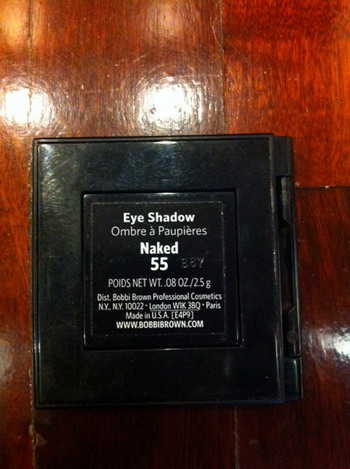 Eye Shadow
Ombre à Paupières
Naked
55
POIDS NET WT. .08 OZ./2.5 g
Dist. Bobbi Brown Professional Cosmetics
N.Y., N.Y. 10022 • London W1K 3BQ • Paris
Made in U.S.A. [E4P9]
WWW.BOBBIBROWN.COM